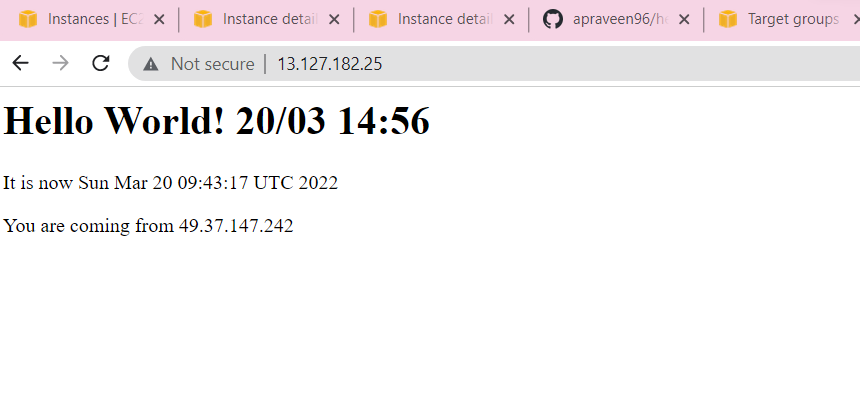 Instances | EC2
Instance detail
Instance detail
apraveen96/he
Target groups
Not secure | 13.127.182.25
Hello World! 20/03 14:56
It is now Sun Mar 20 09:43:17 UTC 2022
You are coming from 49.37.147.242